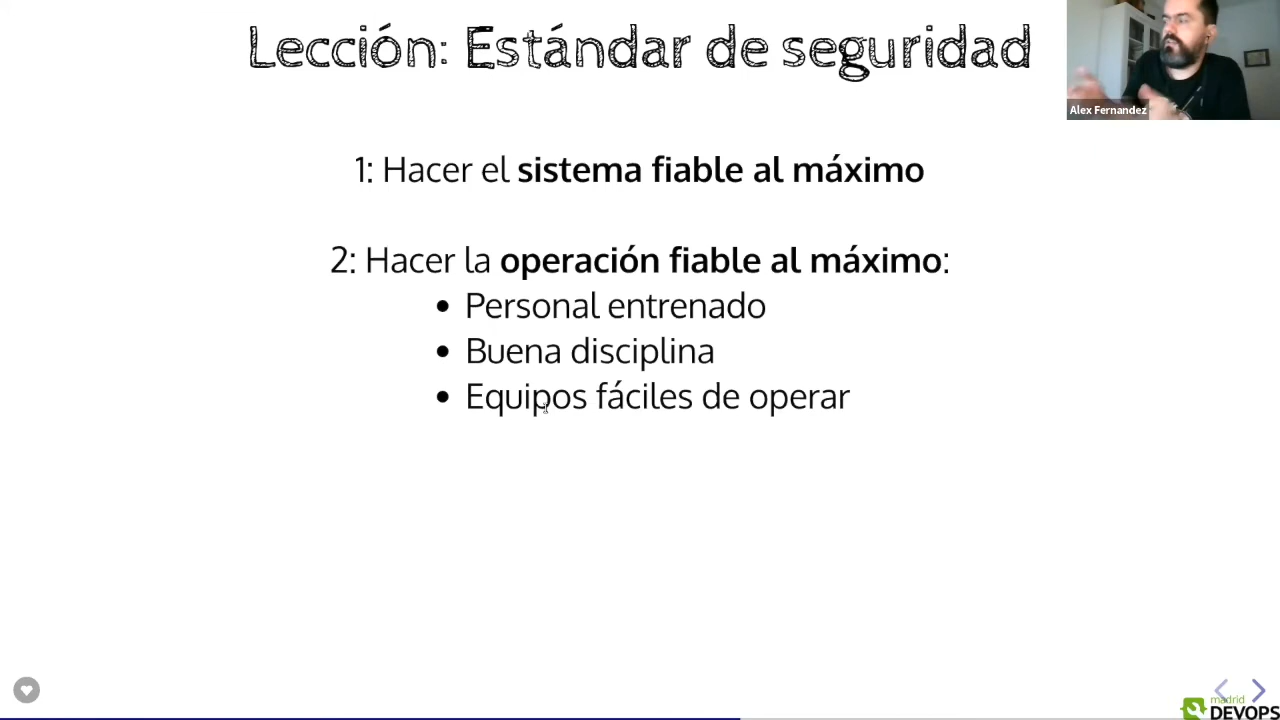 Lección: Estándar de seguridad
Alex Fernandez
1: Hacer el sistema fiable al máximo
2: Hacer la operación fiable al máximo:
• Personal entrenado
• Buena disciplina
• Equipos fáciles de operar
madrid
DEVOPS